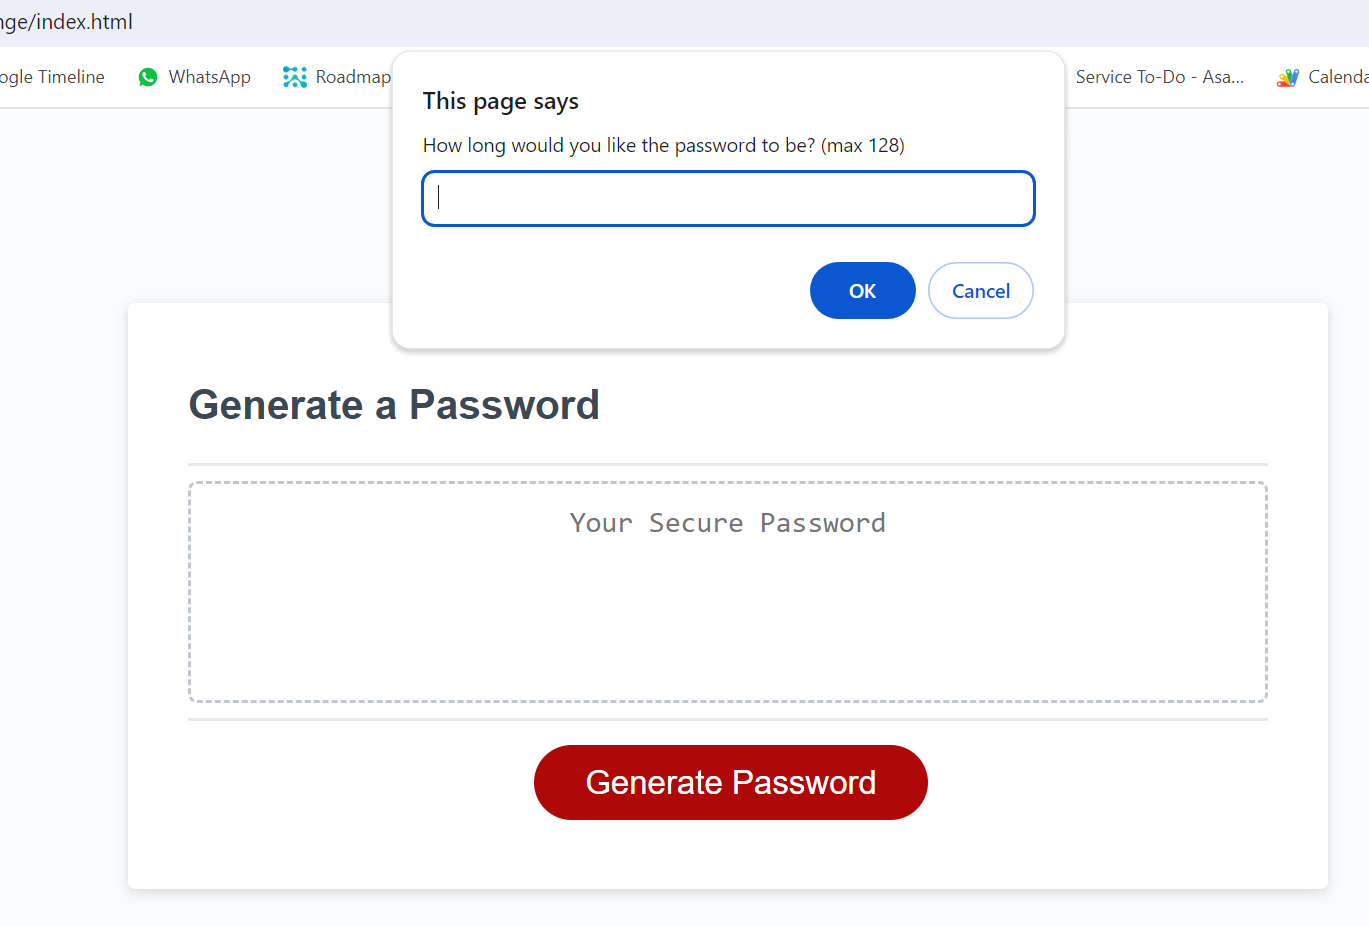 nge/index.html
ogle Timeline WhatsApp Roadmap Service To-Do - Asa... Calenda
This page says
How long would you like the password to be? (max 128)
OK Cancel
Generate a Password
Your Secure Password
Generate Password